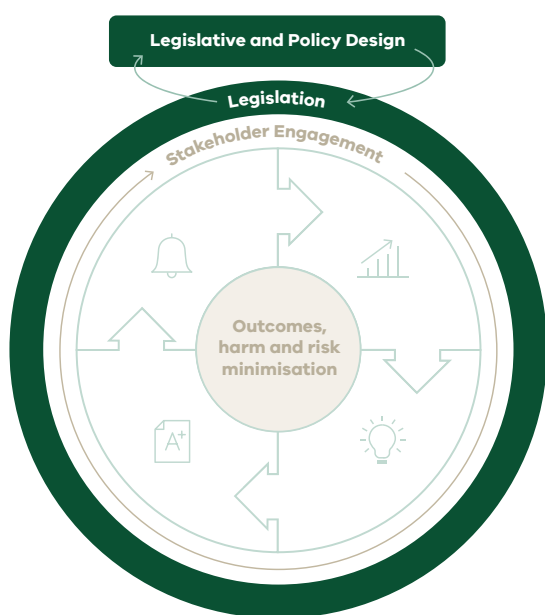 Legislative and Policy Design
Legislation
Stakeholder Engagement
Outcomes,
harm and risk
minimisation
A+